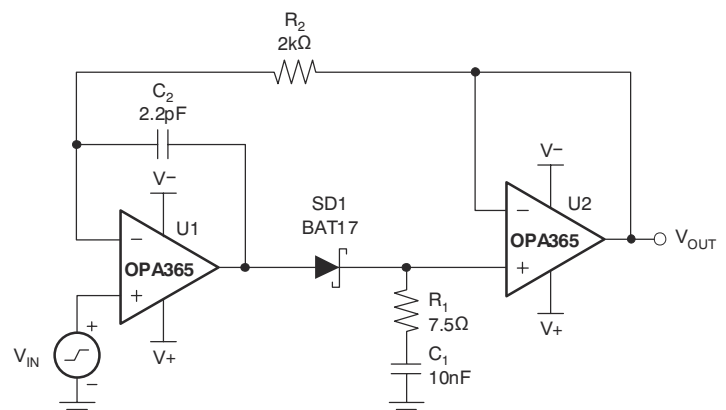 R2
2kΩ
C2
2.2pF
V−
U1
−
OPA365
+
V+
VIN
+
−
SD1
BAT17
R1
7.5Ω
C1
10nF
V−
U2
−
OPA365
+
V+
VOUT